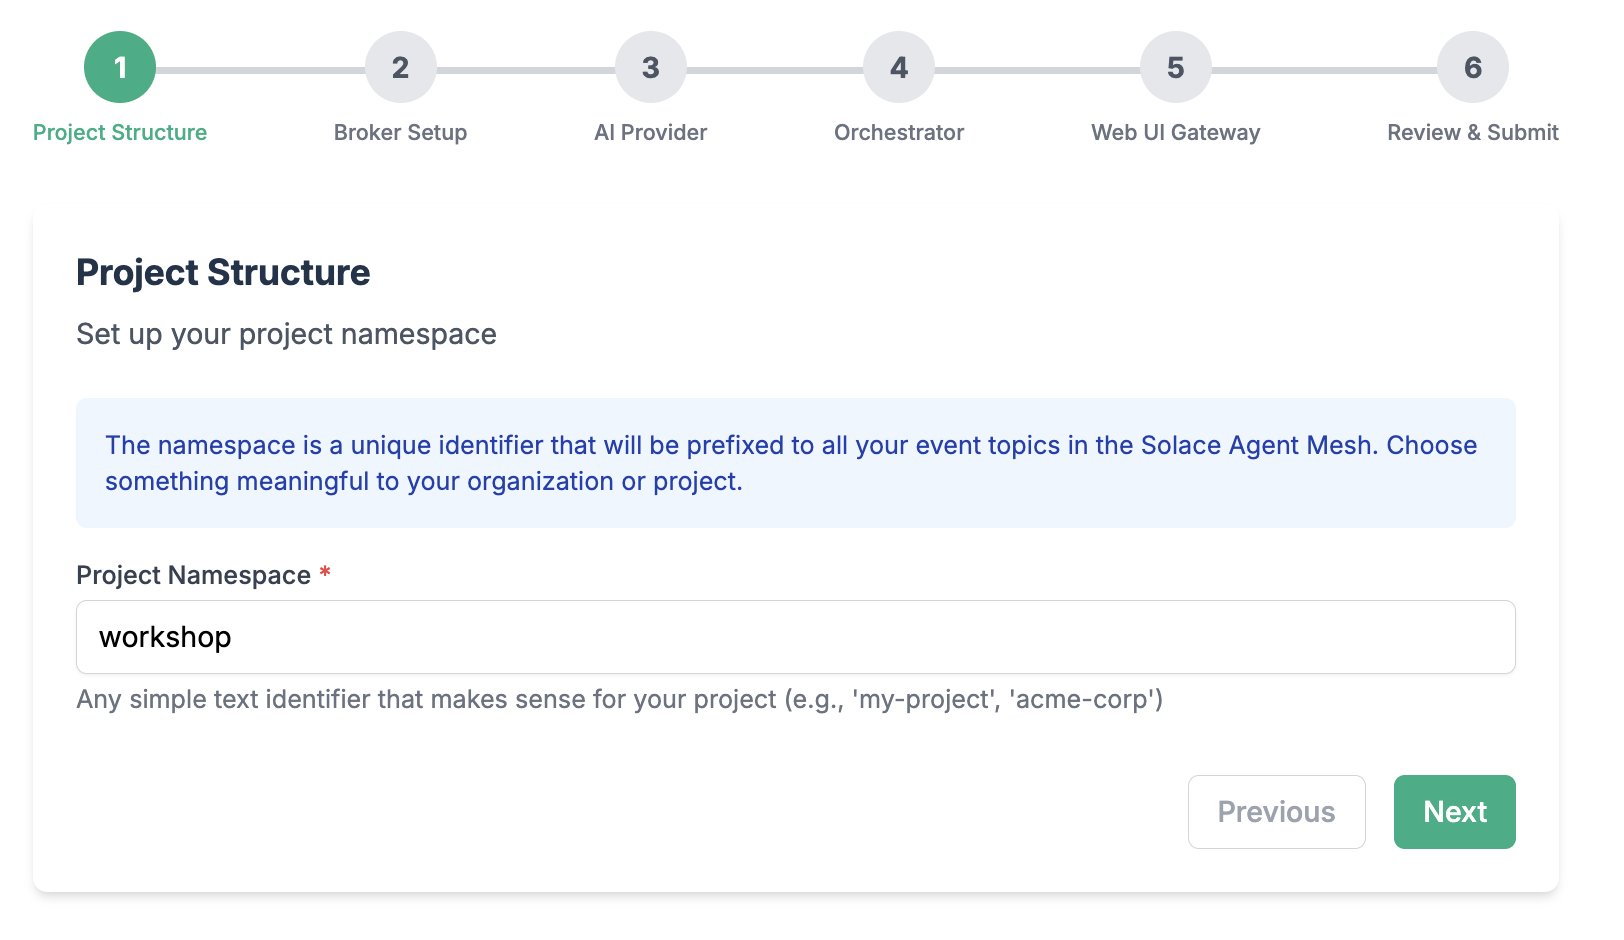 1
2
3
4
5
6
Project Structure
Broker Setup
AI Provider
Orchestrator
Web UI Gateway
Review & Submit
Project Structure
Set up your project namespace
The namespace is a unique identifier that will be prefixed to all your event topics in the Solace Agent Mesh. Choose
something meaningful to your organization or project.
Project Namespace *
workshop
Any simple text identifier that makes sense for your project (e.g., 'my-project', 'acme-corp')
Previous
Next